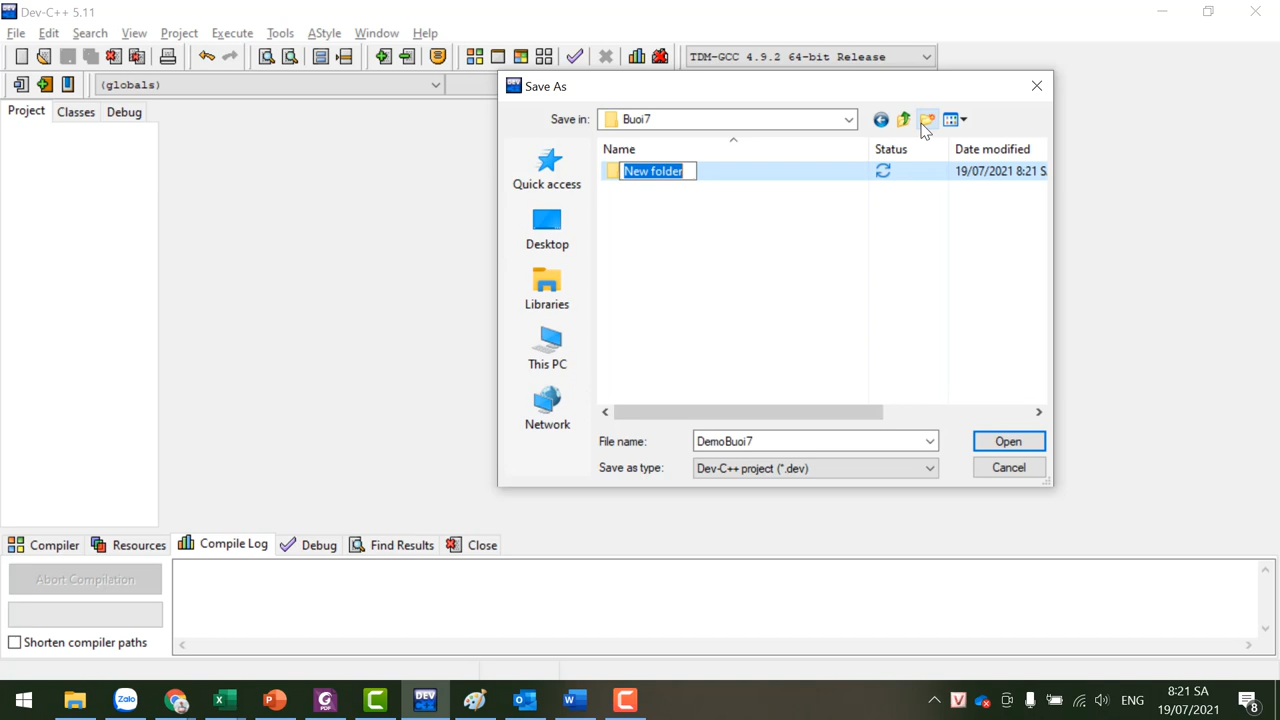 Dev-C++ 5.11
File Edit Search View Project Execute Tools AStyle Window Help
TDM-GCC 4.9.2 64-bit Release
(globals)
Project Classes Debug
Save As
Save in: Buoi7
Name Status Date modified
New folder 19/07/2021 8:21 S
Quick access
Desktop
Libraries
This PC
Network
File name: DemoBuoi7 Open
Save as type: Dev-C++ project (*.dev) Cancel
Compiler Resources Compile Log Debug Find Results Close
Abort Compilation
Shorten compiler paths
DEV
PDF
ENG
8:21 SA
19/07/2021
8